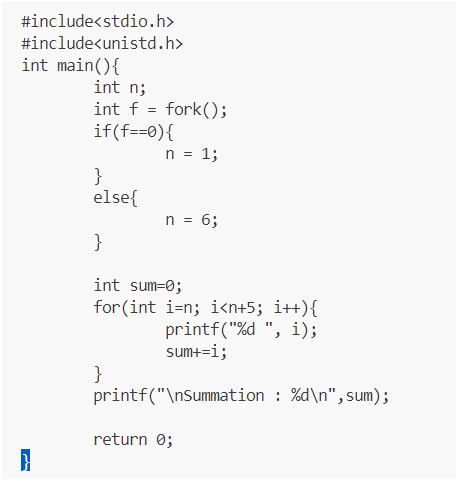 #include<stdio.h>
#include<unistd.h>
int main(){
        int n;
        int f = fork();
        if(f==0){
                n = 1;
        }
        else{
                n = 6;
        }

        int sum=0;
        for(int i=n; i<n+5; i++){
                printf("%d ", i);
                sum+=i;
        }
        printf("\nSummation : %d\n",sum);

        return 0;
}